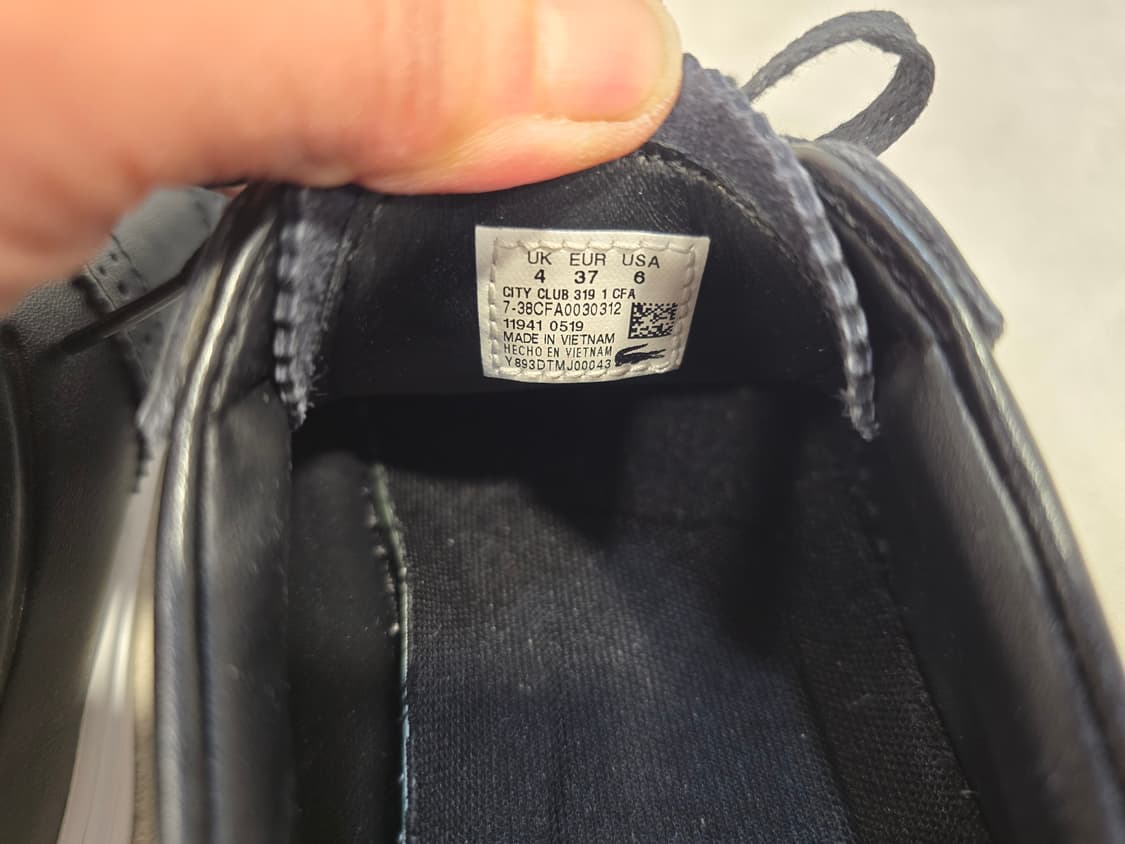 UK EUR USA
4 37 6
CITY CLUB 319 1 CFA
7-38CFA0030312
11941 0519
MADE IN VIETNAM
HECHO EN VIETNAM
Y893DTMJ00043